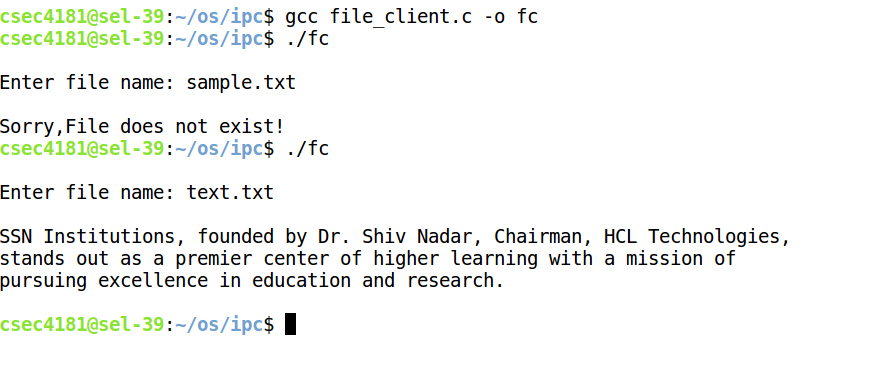 csec4181@sel-39:~/os/ipc$ gcc file_client.c -o fc
csec4181@sel-39:~/os/ipc$ ./fc
Enter file name: sample.txt
Sorry,File does not exist!
csec4181@sel-39:~/os/ipc$ ./fc
Enter file name: text.txt
SSN Institutions, founded by Dr. Shiv Nadar, Chairman, HCL Technologies,
stands out as a premier center of higher learning with a mission of
pursuing excellence in education and research.
csec4181@sel-39:~/os/ipc$